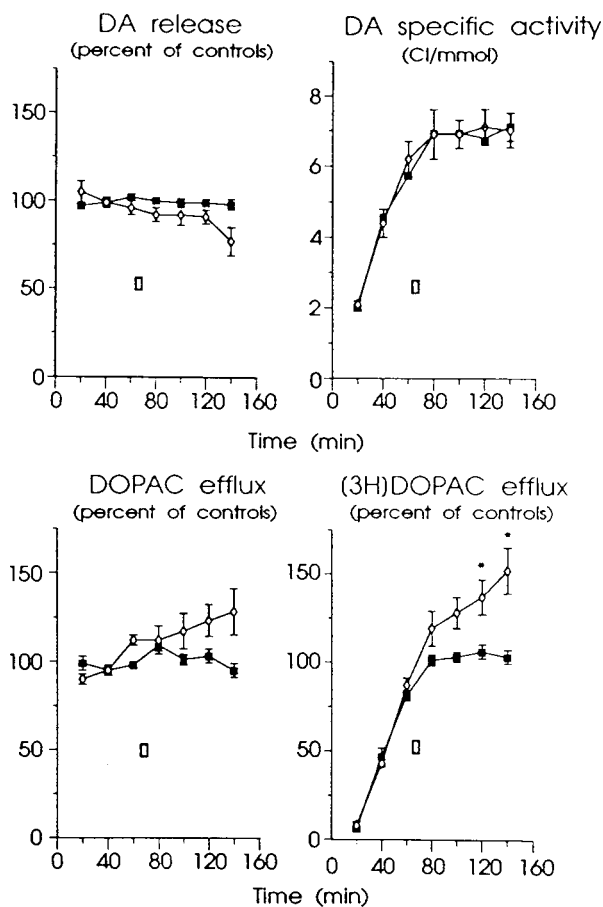 DA release
(percent of controls)
150
100
50
0
0 40 80 120 160
DA specific activity
(CI/mmol)
8
6
4
2
0
0 40 80 120 160
Time (min)
DOPAC efflux
(percent of controls)
150
100
50
0
0 40 80 120 160
(3H)DOPAC efflux
(percent of controls)
* *
150
100
50
0
0 40 80 120 160
Time (min)